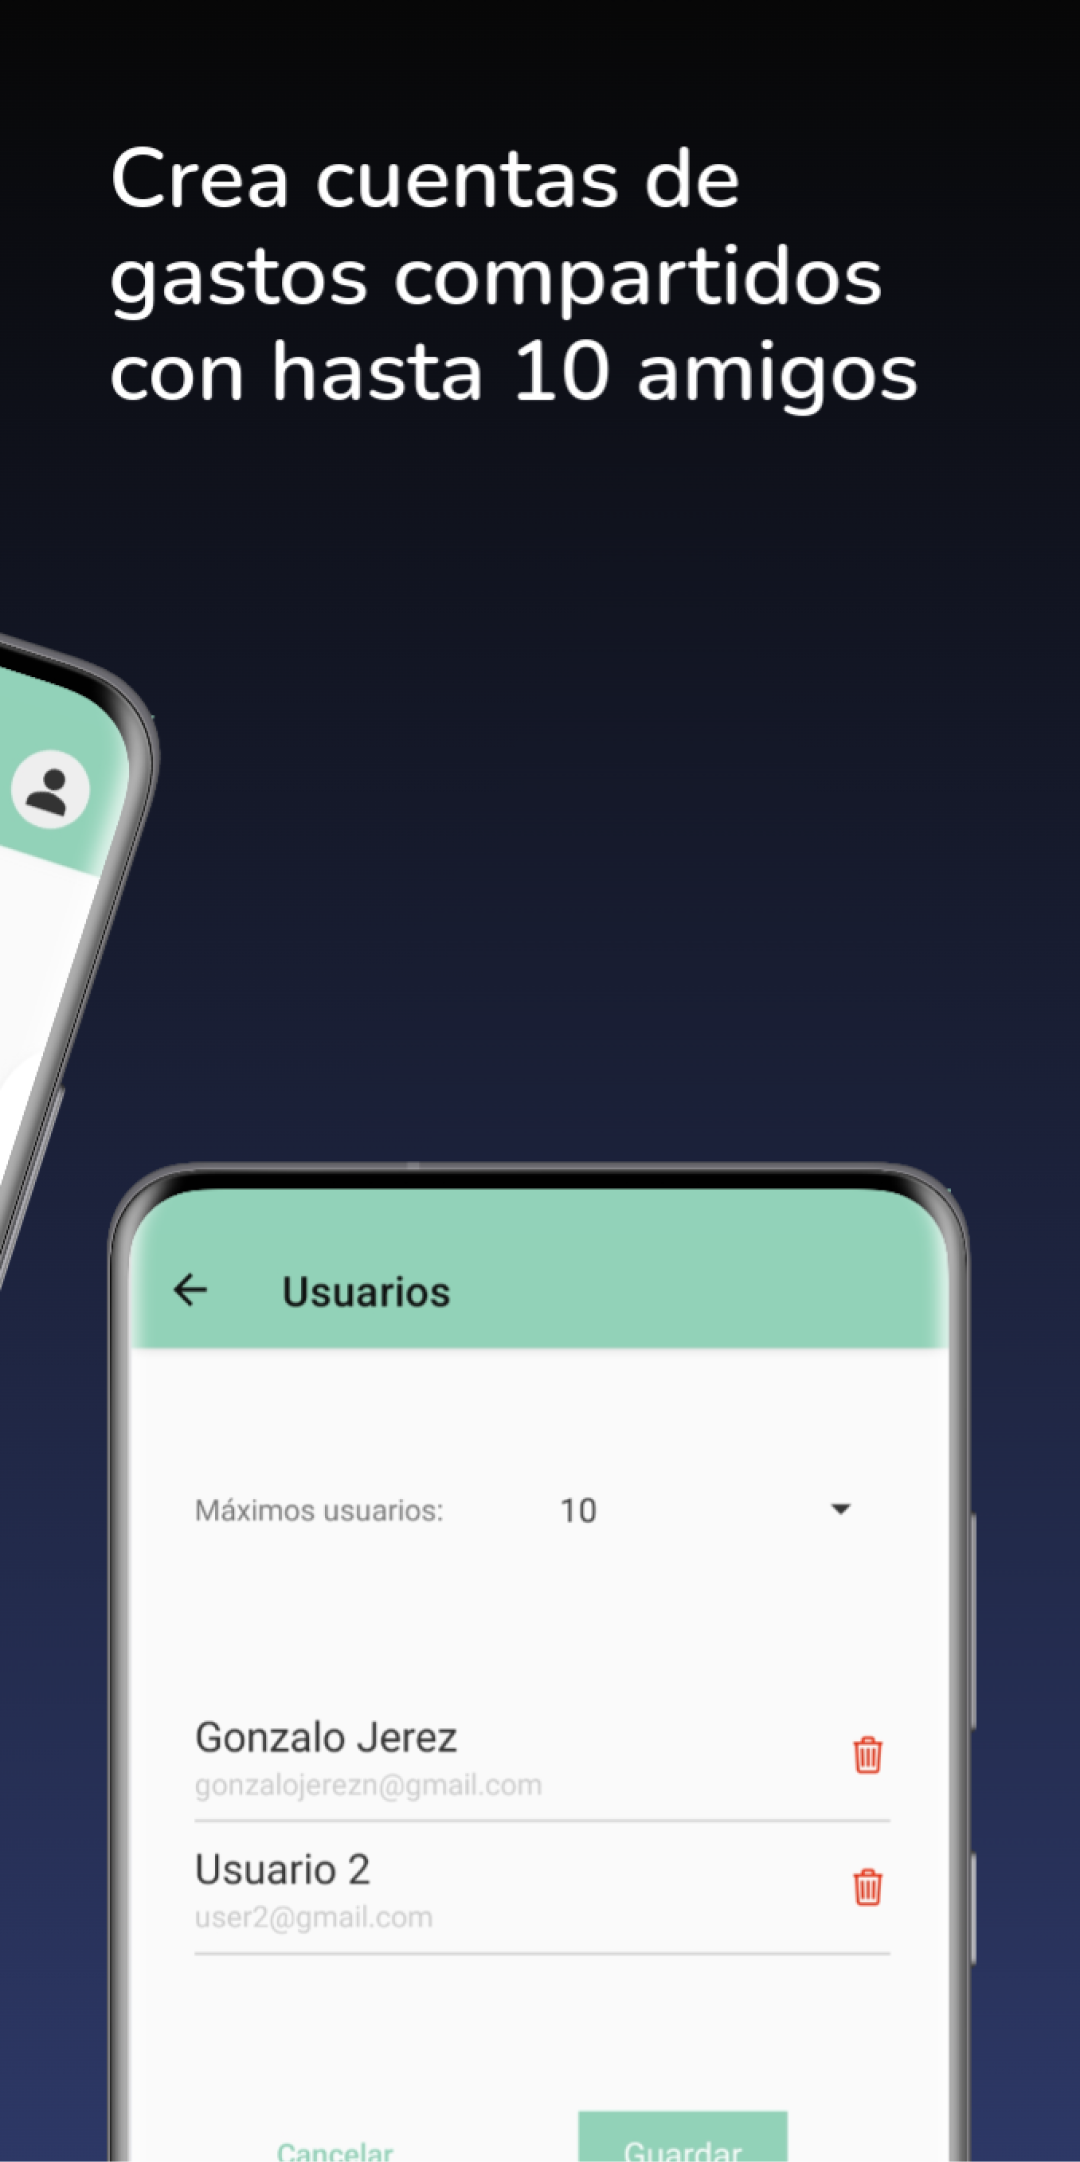 Crea cuentas de
gastos compartidos
con hasta 10 amigos
Usuarios
Máximos usuarios: 10
Gonzalo Jerez
gonzalojerezn@gmail.com
Usuario 2
user2@gmail.com
Cancelar Guardar